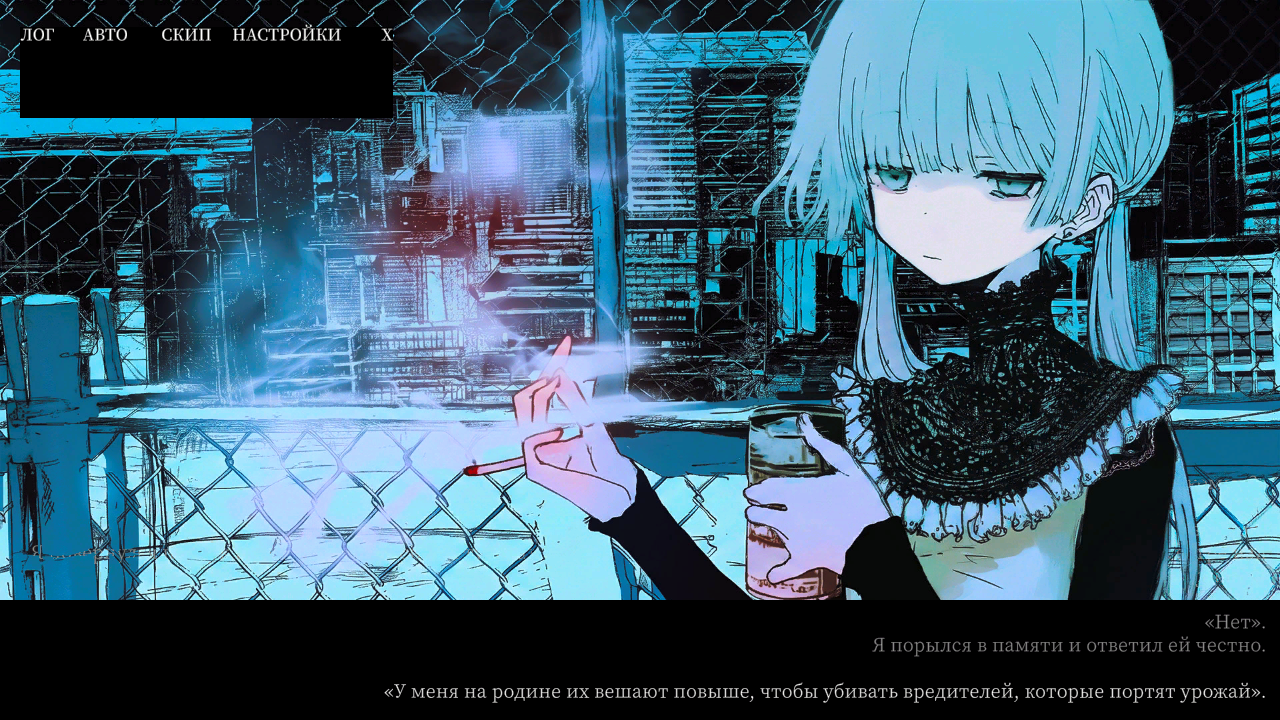 ЛОГ АВТО СКИП НАСТРОЙКИ X
«Нет».
Я порылся в памяти и ответил ей честно.
«У меня на родине их вешают повыше, чтобы убивать вредителей, которые портят урожай».